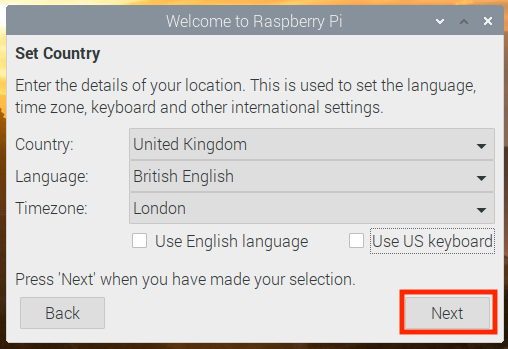 Welcome to Raspberry Pi
Set Country
Enter the details of your location. This is used to set the language,
time zone, keyboard and other international settings.
Country: United Kingdom
Language: British English
Timezone: London
Use English language Use US keyboard
Press 'Next' when you have made your selection.
Back Next